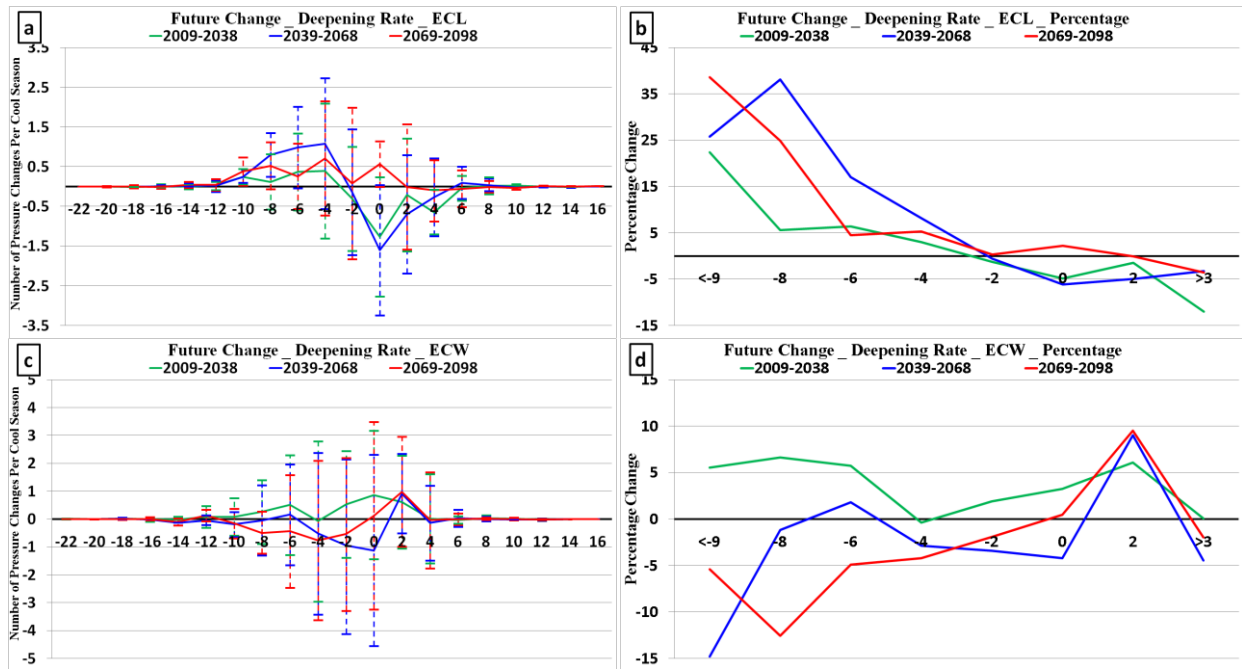 a
Future Change _ Deepening Rate _ ECL
2009-2038 2039-2068 2069-2098
Number of Pressure Changes Per Cool Season
3.5
2.5
1.5
0.5
-0.5
-1.5
-2.5
-3.5
-22 -20 -18 -16 -14 -12 -10 -8 -6 -4 -2 0 2 4 6 8 10 12 14 16
b
Future Change _ Deepening Rate _ ECL _ Percentage
2009-2038 2039-2068 2069-2098
Percentage Change
45
35
25
15
5
-5
-15
<-9 -8 -6 -4 -2 0 2 >3
c
Future Change _ Deepening Rate _ ECW
2009-2038 2039-2068 2069-2098
Number of Pressure Changes Per Cool Season
5
4
3
2
1
0
-1
-2
-3
-4
-5
-22 -20 -18 -16 -14 -12 -10 -8 -6 -4 -2 0 2 4 6 8 10 12 14 16
d
Future Change _ Deepening Rate _ ECW _ Percentage
2009-2038 2039-2068 2069-2098
Percentage Change
15
10
5
0
-5
-10
-15
<-9 -8 -6 -4 -2 0 2 >3